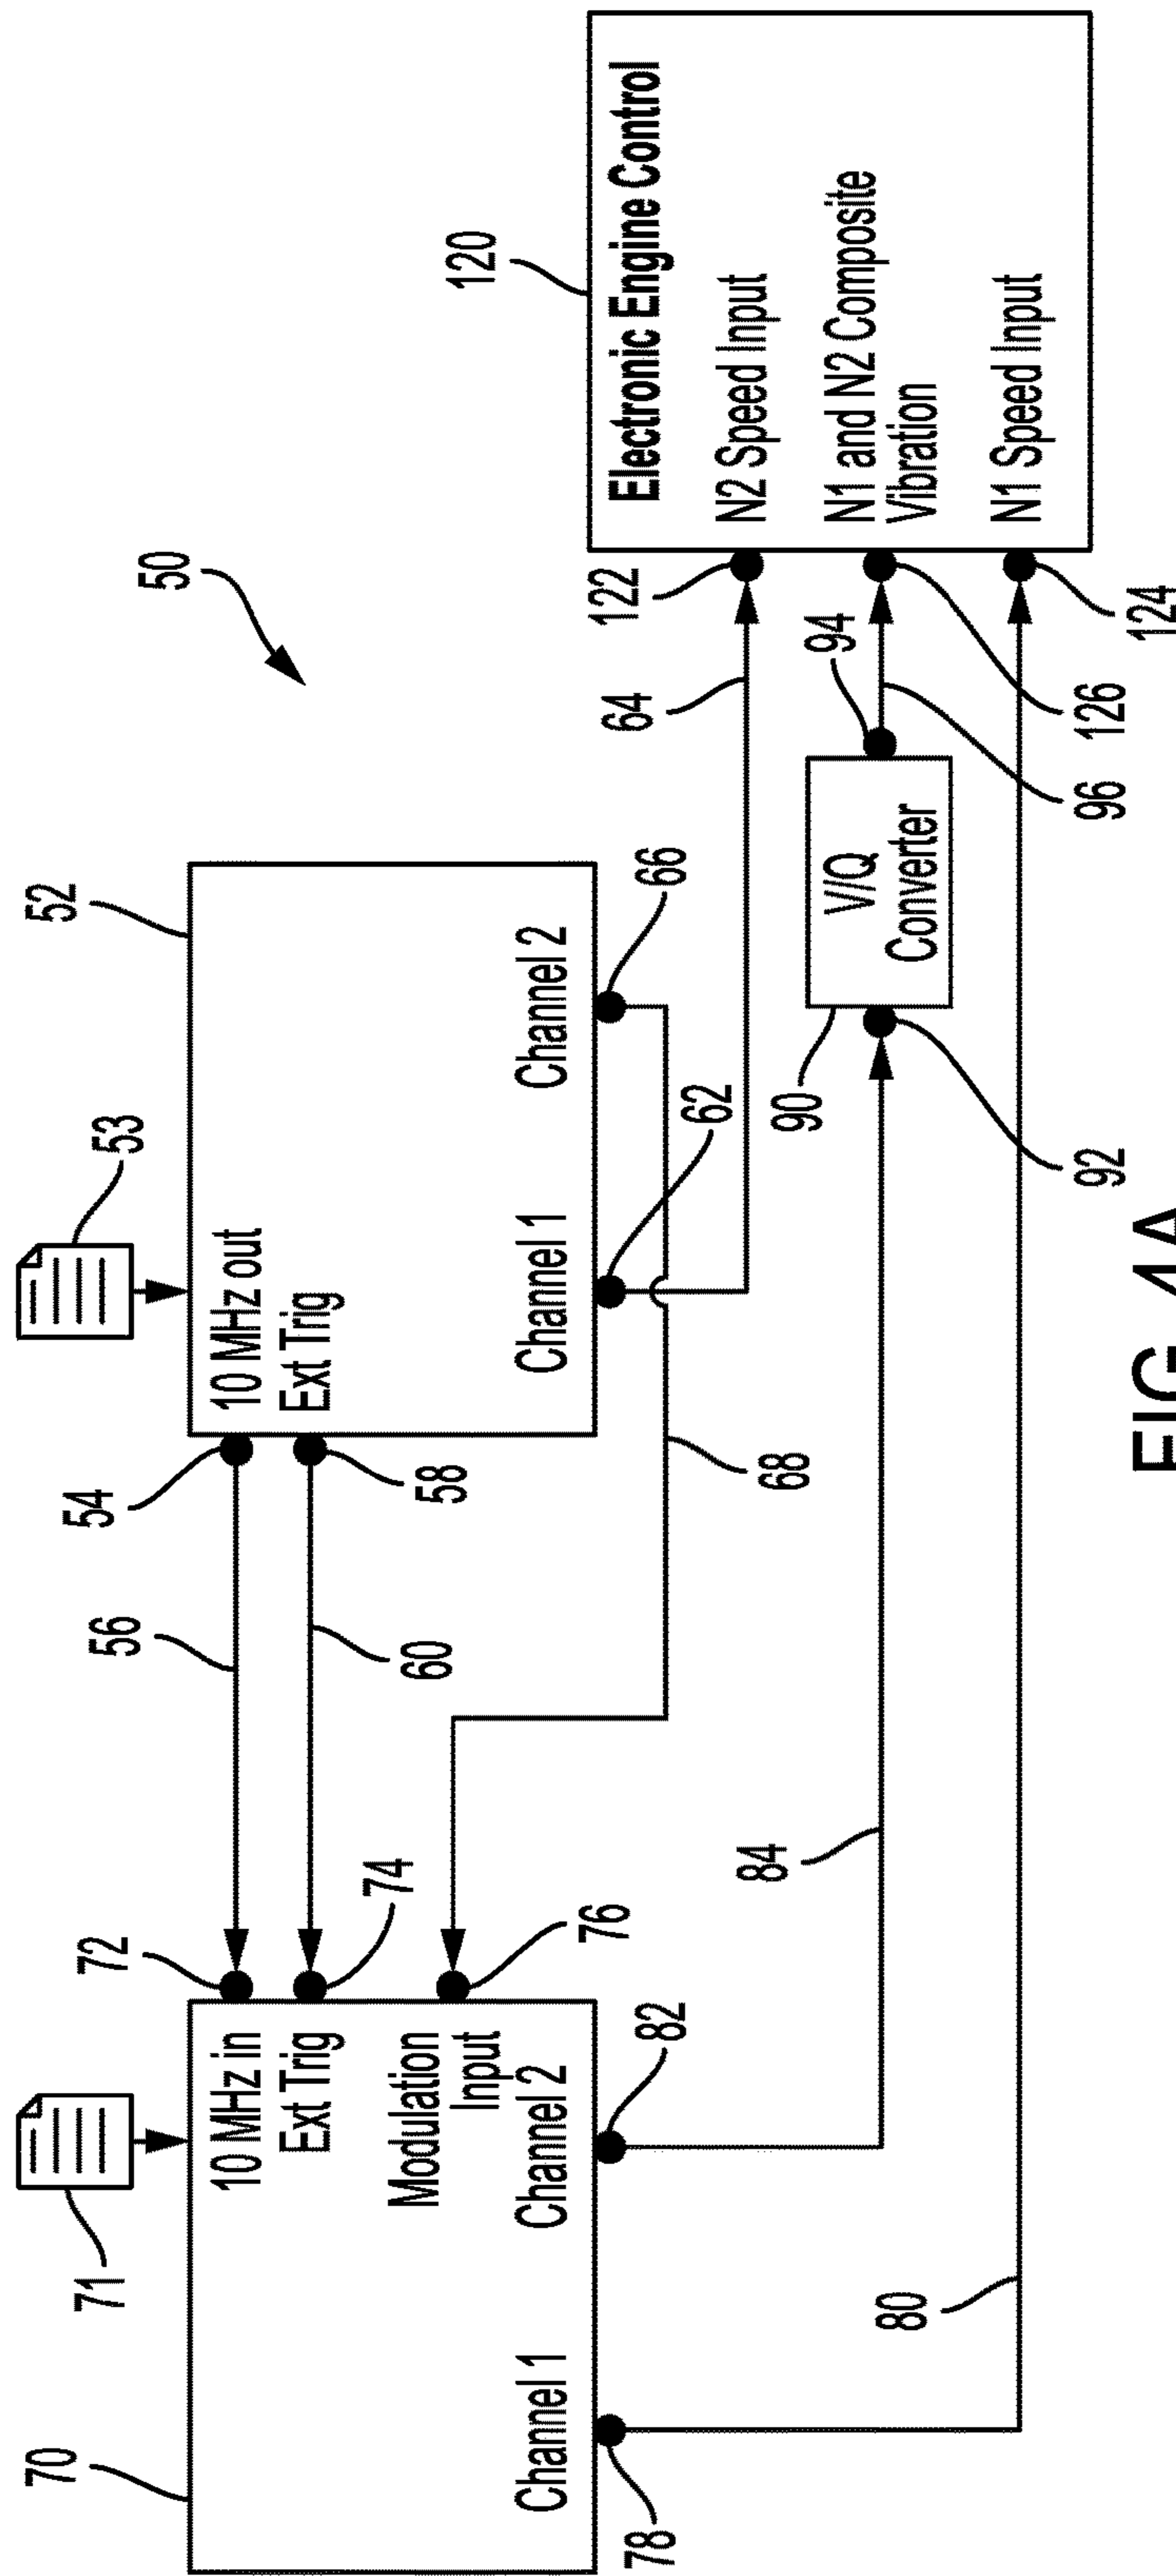 50
70
71
10 MHz in
Ext Trig
Modulation
Input
Channel 1
Channel 2
72
74
76
78
82
56
60
54
58
53
52
10 MHz out
Ext Trig
Channel 1
Channel 2
62
66
68
64
84
80
90
V/Q
Converter
92
94
96
120
Electronic Engine Control
N2 Speed Input
N1 and N2 Composite
Vibration
N1 Speed Input
122
126
124
FIG. 4A